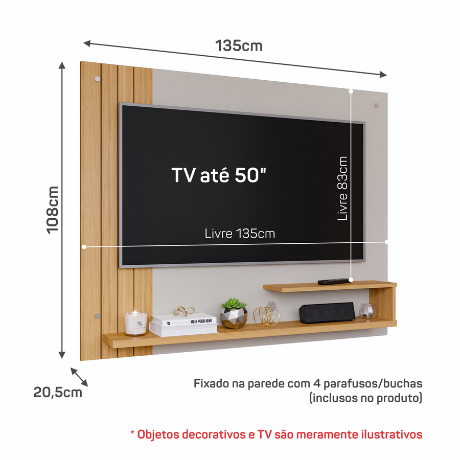 135cm
108cm
TV até 50"
Livre 83cm
Livre 135cm
20,5cm
Fixado na parede com 4 parafusos/buchas
(inclusos no produto)
* Objetos decorativos e TV são meramente ilustrativos